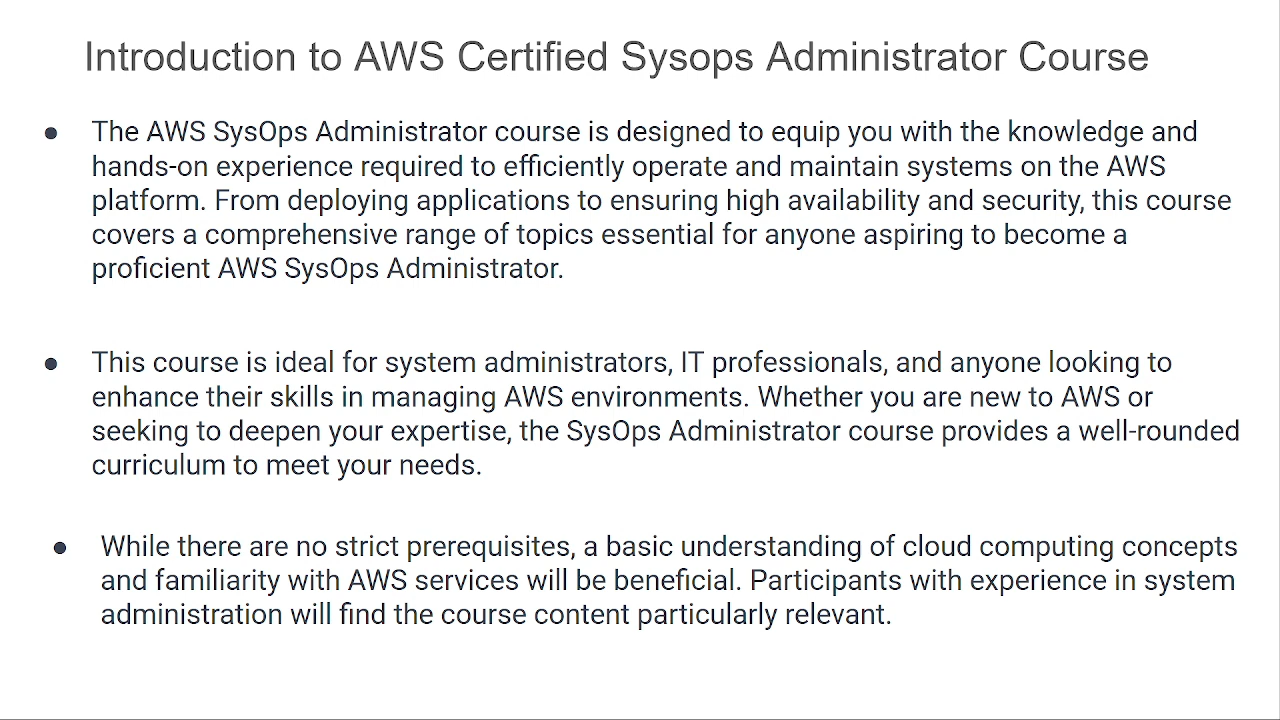 Introduction to AWS Certified Sysops Administrator Course
● The AWS SysOps Administrator course is designed to equip you with the knowledge and
hands-on experience required to efficiently operate and maintain systems on the AWS
platform. From deploying applications to ensuring high availability and security, this course
covers a comprehensive range of topics essential for anyone aspiring to become a
proficient AWS SysOps Administrator.
● This course is ideal for system administrators, IT professionals, and anyone looking to
enhance their skills in managing AWS environments. Whether you are new to AWS or
seeking to deepen your expertise, the SysOps Administrator course provides a well-rounded
curriculum to meet your needs.
● While there are no strict prerequisites, a basic understanding of cloud computing concepts
and familiarity with AWS services will be beneficial. Participants with experience in system
administration will find the course content particularly relevant.